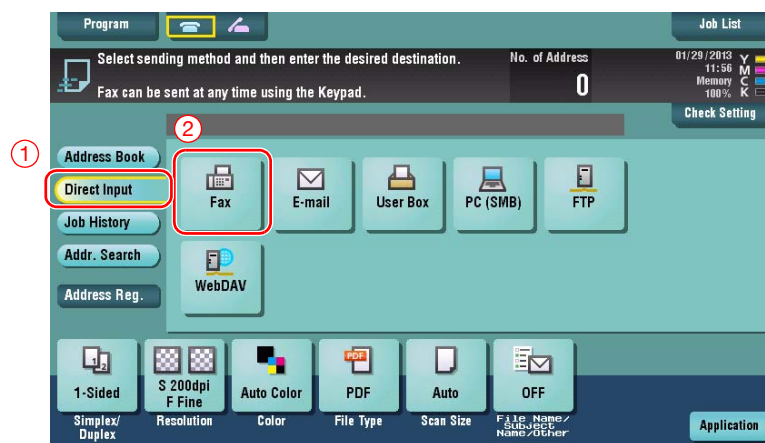 Program
Job List
Select sending method and then enter the desired destination.
Fax can be sent at any time using the Keypad.
No. of Address
0
01/29/2013
11:56
Memory
100%
Y
M
C
K
Check Setting
1
2
Address Book
Direct Input
Job History
Addr. Search
Address Reg.
Fax
E-mail
User Box
PC (SMB)
FTP
WebDAV
1 2
1-Sided
Simplex/
Duplex
S 200dpi
F Fine
Resolution
Auto Color
Color
PDF
PDF
File Type
Auto
Scan Size
OFF
File Name/
Subject
Name/Other
Application